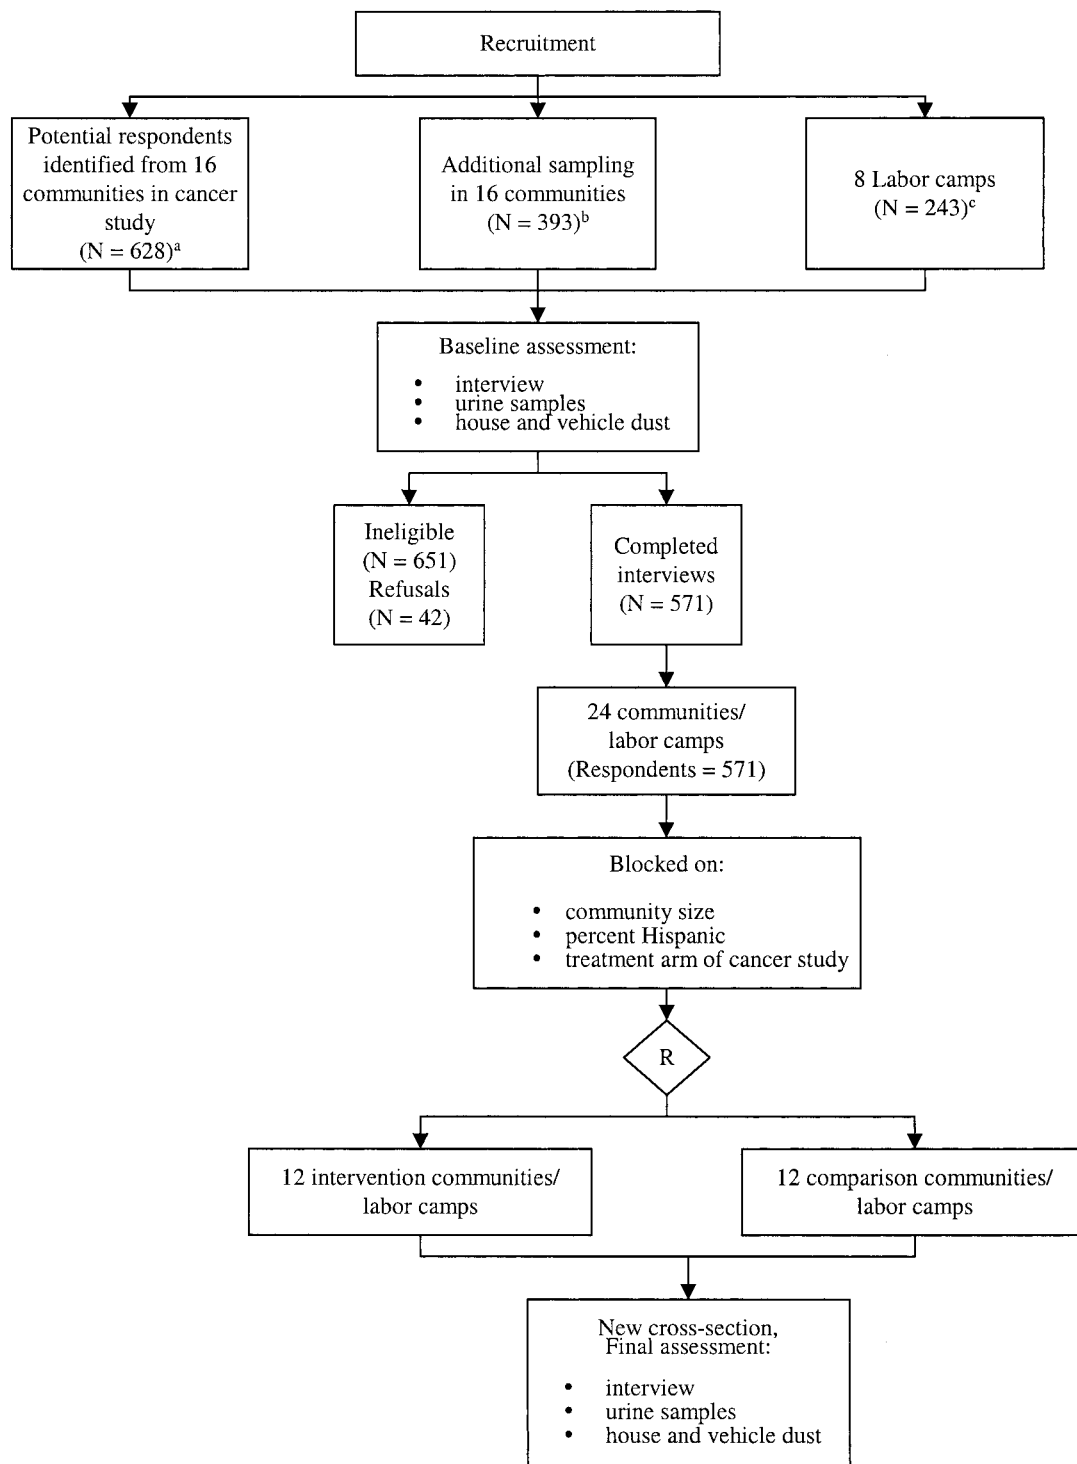 Recruitment
Potential respondents
identified from 16
communities in cancer
study
(N = 628)a
Additional sampling
in 16 communities
(N = 393)b
8 Labor camps
(N = 243)c
Baseline assessment:
• interview
• urine samples
• house and vehicle dust
Ineligible
(N = 651)
Refusals
(N = 42)
Completed
interviews
(N = 571)
24 communities/
labor camps
(Respondents = 571)
Blocked on:
• community size
• percent Hispanic
• treatment arm of cancer study
R
12 intervention communities/
labor camps
12 comparison communities/
labor camps
New cross-section,
Final assessment:
• interview
• urine samples
• house and vehicle dust